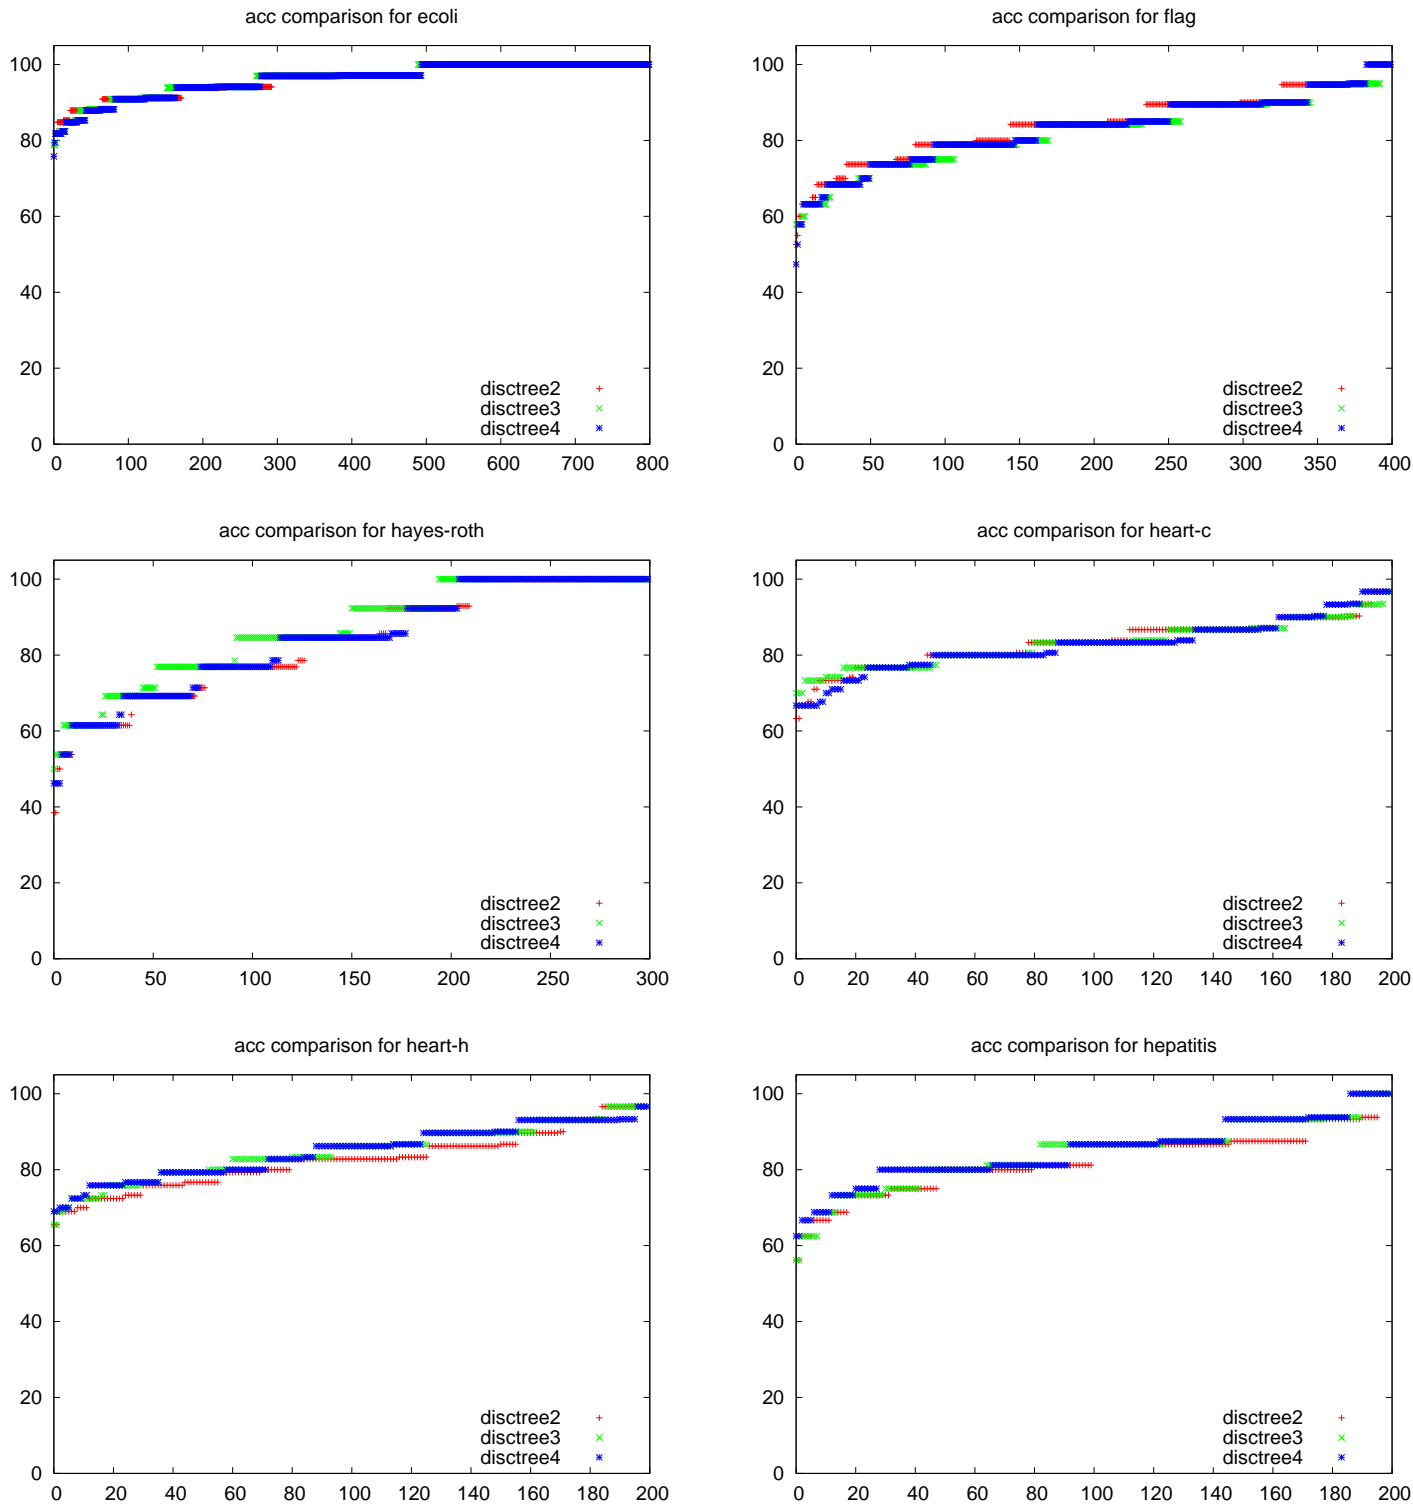 acc comparison for ecoli
100
80
60
40
20
0
disctree2
disctree3
disctree4
0 100 200 300 400 500 600 700 800
acc comparison for flag
100
80
60
40
20
0
disctree2
disctree3
disctree4
0 50 100 150 200 250 300 350 400
acc comparison for hayes-roth
100
80
60
40
20
0
disctree2
disctree3
disctree4
0 50 100 150 200 250 300
acc comparison for heart-c
100
80
60
40
20
0
disctree2
disctree3
disctree4
0 20 40 60 80 100 120 140 160 180 200
acc comparison for heart-h
100
80
60
40
20
0
disctree2
disctree3
disctree4
0 20 40 60 80 100 120 140 160 180 200
acc comparison for hepatitis
100
80
60
40
20
0
disctree2
disctree3
disctree4
0 20 40 60 80 100 120 140 160 180 200